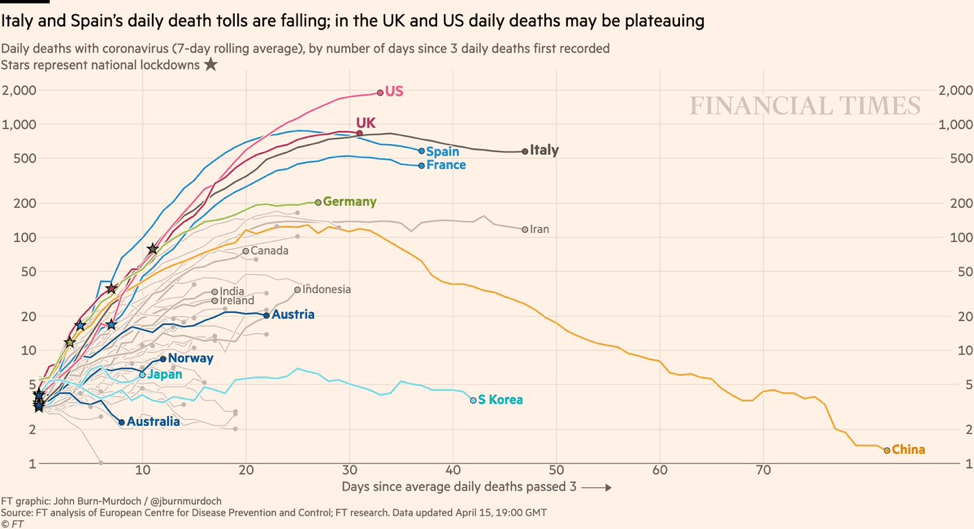 Italy and Spain's daily death tolls are falling; in the UK and US daily deaths may be plateauing
Daily deaths with coronavirus (7-day rolling average), by number of days since 3 daily deaths first recorded
Stars represent national lockdowns ★
2,000
1,000
500
200
100
50
20
10
5
2
1
FINANCIAL TIMES
US
UK
Spain
France
Italy
Germany
Iran
Canada
India
Ireland
Indonesia
Austria
Norway
Japan
S Korea
Australia
China
2,000
1,000
500
200
100
50
20
10
5
2
1
10 20 30 40 50 60 70
Days since average daily deaths passed 3 →
FT graphic: John Burn-Murdoch / @jburnmurdoch
Source: FT analysis of European Centre for Disease Prevention and Control; FT research. Data updated April 15, 19:00 GMT
© FT